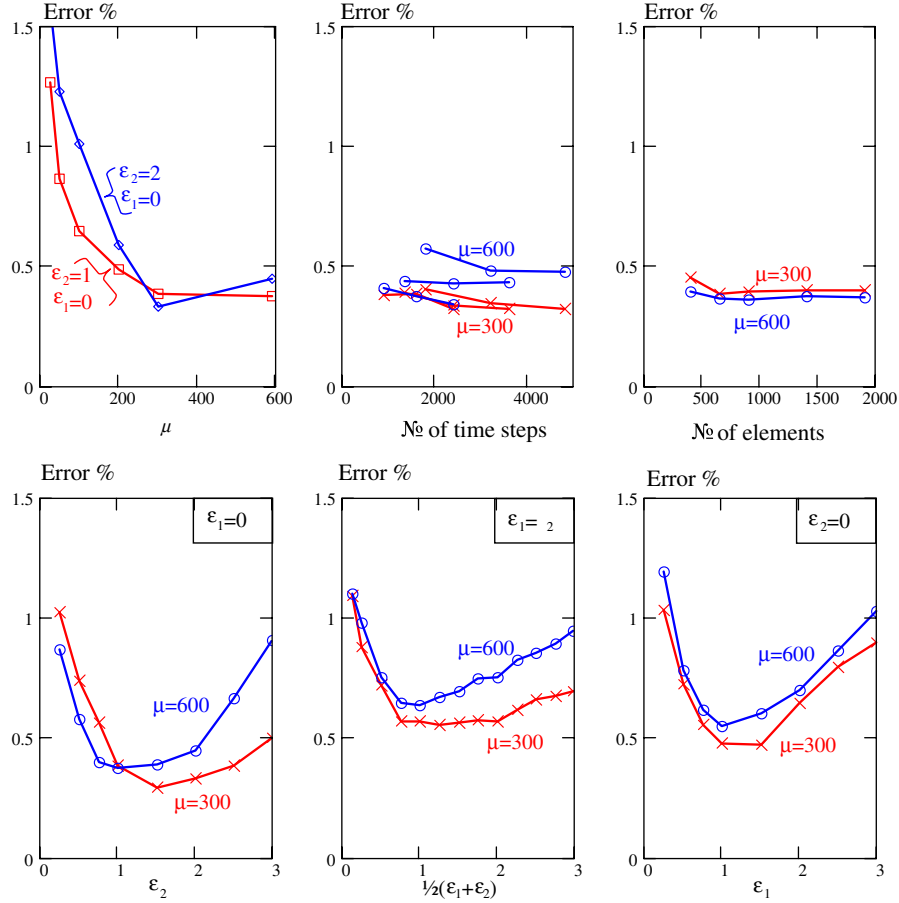 Error %
1.5
1
0.5
0
ε2=2
ε1=0
ε2=1
ε1=0
0 200 400 600
μ
Error %
1.5
1
0.5
0
μ=600
μ=300
0 2000 4000
№ of time steps
Error %
1.5
1
0.5
0
μ=300
μ=600
0 500 1000 1500 2000
№ of elements
Error %
1.5
1
0.5
0
ε1=0
μ=600
μ=300
0 1 2 3
ε2
Error %
1.5
1
0.5
0
ε1= 2
μ=600
μ=300
0 1 2 3
½(ε1+ε2)
Error %
1.5
1
0.5
0
ε2=0
μ=600
μ=300
0 1 2 3
ε1